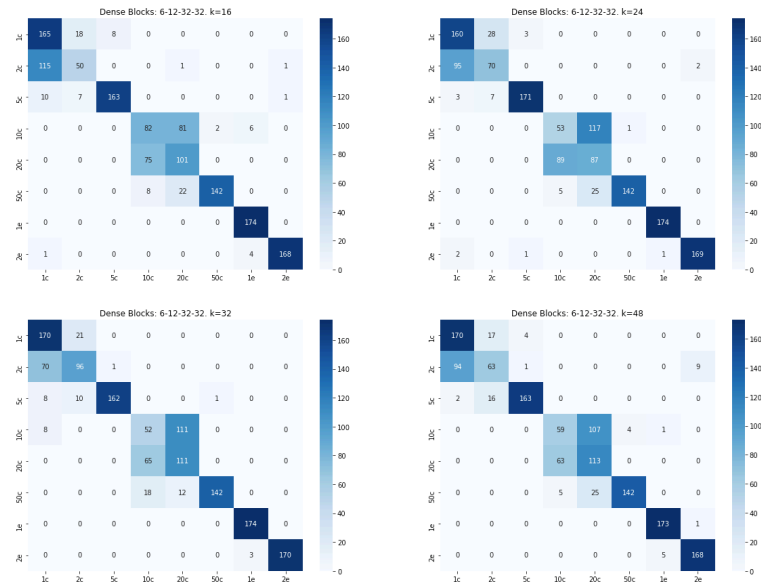 Dense Blocks: 6-12-32-32. k=16
1c 165 18 8 0 0 0 0 0
2c 115 50 0 0 1 0 0 1
5c 10 7 163 0 0 0 0 1
10c 0 0 0 82 81 2 6 0
20c 0 0 0 75 101 0 0 0
50c 0 0 0 8 22 142 0 0
1e 0 0 0 0 0 0 174 0
2e 1 0 0 0 0 0 4 168
1c 2c 5c 10c 20c 50c 1e 2e
160
140
120
100
80
60
40
20
0
Dense Blocks: 6-12-32-32. k=24
1c 160 28 3 0 0 0 0 0
2c 95 70 0 0 0 0 0 2
5c 3 7 171 0 0 0 0 0
10c 0 0 0 53 117 1 0 0
20c 0 0 0 89 87 0 0 0
50c 0 0 0 5 25 142 0 0
1e 0 0 0 0 0 0 174 0
2e 2 0 1 0 0 0 1 169
1c 2c 5c 10c 20c 50c 1e 2e
160
140
120
100
80
60
40
20
0
Dense Blocks: 6-12-32-32. k=32
1c 170 21 0 0 0 0 0 0
2c 70 96 1 0 0 0 0 0
5c 8 10 162 0 0 1 0 0
10c 8 0 0 52 111 0 0 0
20c 0 0 0 65 111 0 0 0
50c 0 0 0 18 12 142 0 0
1e 0 0 0 0 0 0 174 0
2e 0 0 0 0 0 0 3 170
1c 2c 5c 10c 20c 50c 1e 2e
160
140
120
100
80
60
40
20
0
Dense Blocks: 6-12-32-32. k=48
1c 170 17 4 0 0 0 0 0
2c 94 63 1 0 0 0 0 9
5c 2 16 163 0 0 0 0 0
10c 0 0 0 59 107 4 1 0
20c 0 0 0 63 113 0 0 0
50c 0 0 0 5 25 142 0 0
1e 0 0 0 0 0 0 173 1
2e 0 0 0 0 0 0 5 168
1c 2c 5c 10c 20c 50c 1e 2e
160
140
120
100
80
60
40
20
0